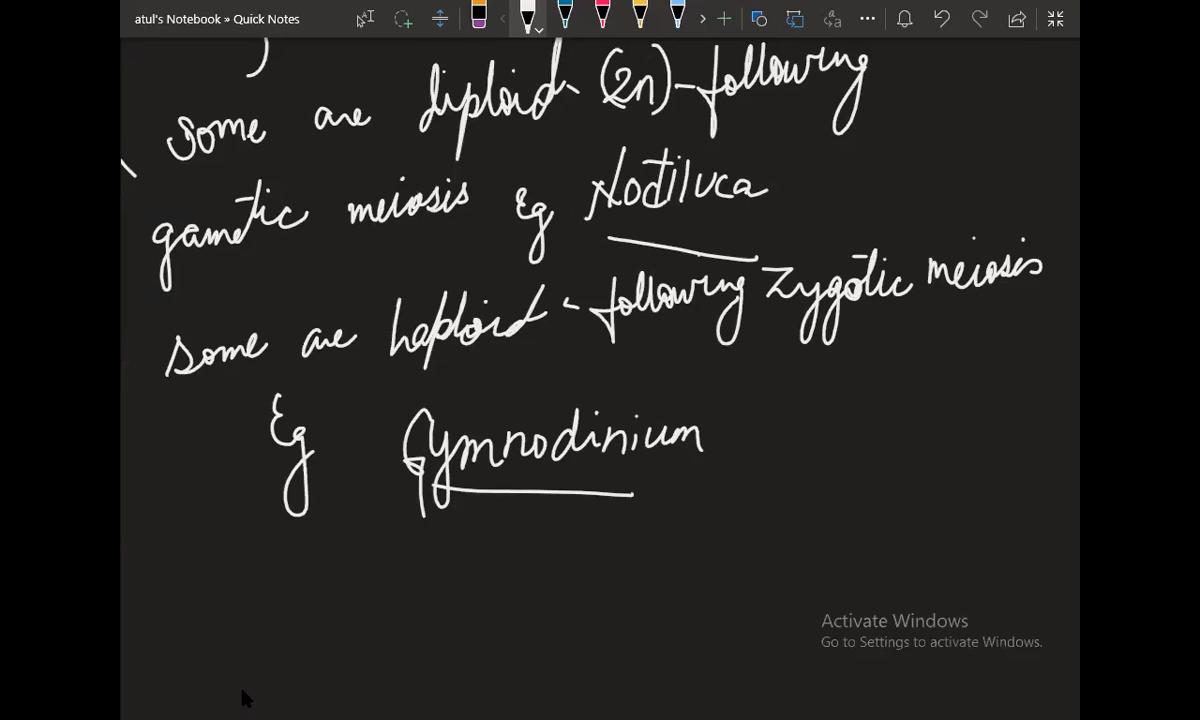 atul's Notebook » Quick Notes
some are diploid - (2n) - following
gametic meiosis Eg Noctiluca
some are haploid - following Zygotic meiosis
Eg Gymnodinium
Activate Windows
Go to Settings to activate Windows.